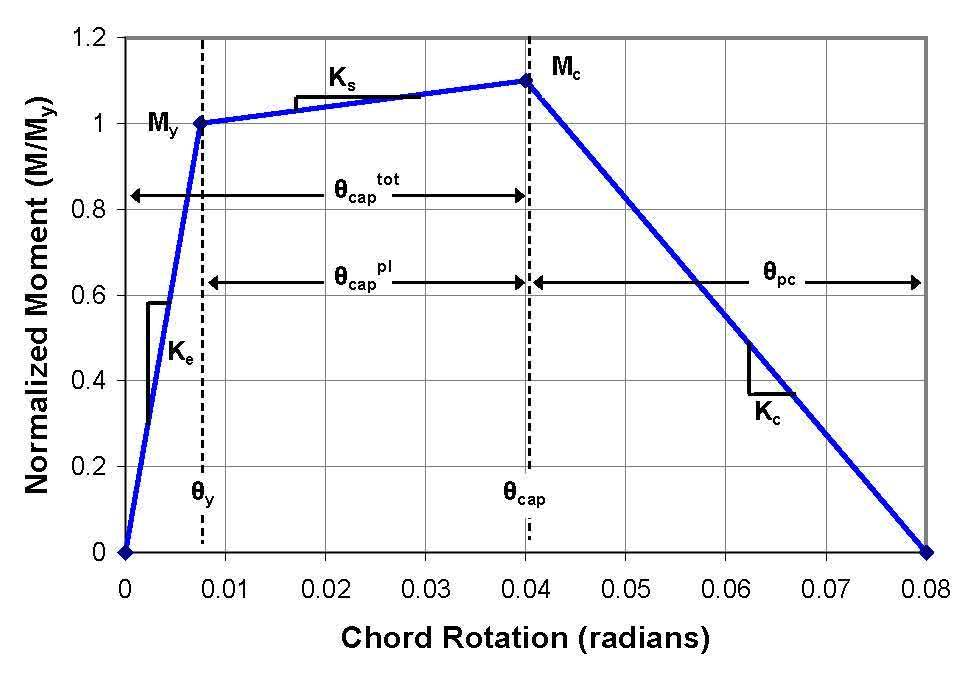 Normalized Moment (M/My)
1.2
1
0.8
0.6
0.4
0.2
0
Ks
Mc
My
θcap tot
θcap pl
θpc
Ke
Kc
θy
θcap
0 0.01 0.02 0.03 0.04 0.05 0.06 0.07 0.08
Chord Rotation (radians)